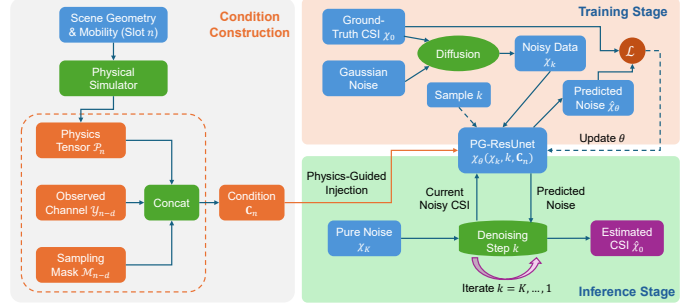 Scene Geometry
& Mobility (Slot n)
Condition
Construction
Physical
Simulator
Physics
Tensor 𝒫ₙ
Observed
Channel 𝒴ₙ₋d
Sampling
Mask ℳₙ₋d
Concat
Condition
𝐂ₙ
Training Stage
Ground-
Truth CSI χ₀
Gaussian
Noise
Diffusion
Noisy Data
χₖ
ℒ
Sample k
Predicted
Noise χ̂_θ
Update θ
PG-ResUnet
χ_θ(χₖ, k, 𝐂ₙ)
Physics-Guided
Injection
Current
Noisy CSI
Predicted
Noise
Pure Noise
χ_K
Denoising
Step k
Estimated
CSI χ̂₀
Iterate k = K, … , 1
Inference Stage